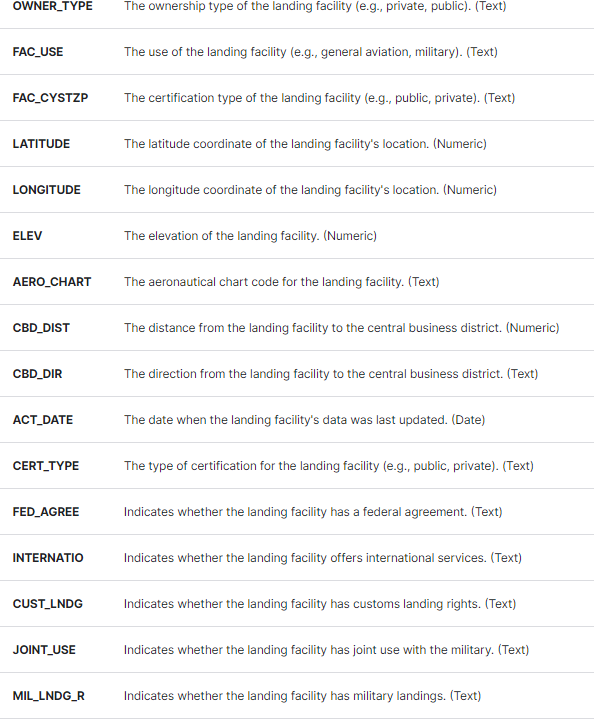 OWNER_TYPE The ownership type of the landing facility (e.g., private, public). (Text)
FAC_USE The use of the landing facility (e.g., general aviation, military). (Text)
FAC_CYSTZP The certification type of the landing facility (e.g., public, private). (Text)
LATITUDE The latitude coordinate of the landing facility's location. (Numeric)
LONGITUDE The longitude coordinate of the landing facility's location. (Numeric)
ELEV The elevation of the landing facility. (Numeric)
AERO_CHART The aeronautical chart code for the landing facility. (Text)
CBD_DIST The distance from the landing facility to the central business district. (Numeric)
CBD_DIR The direction from the landing facility to the central business district. (Text)
ACT_DATE The date when the landing facility's data was last updated. (Date)
CERT_TYPE The type of certification for the landing facility (e.g., public, private). (Text)
FED_AGREE Indicates whether the landing facility has a federal agreement. (Text)
INTERNATIO Indicates whether the landing facility offers international services. (Text)
CUST_LNDG Indicates whether the landing facility has customs landing rights. (Text)
JOINT_USE Indicates whether the landing facility has joint use with the military. (Text)
MIL_LNDG_R Indicates whether the landing facility has military landings. (Text)